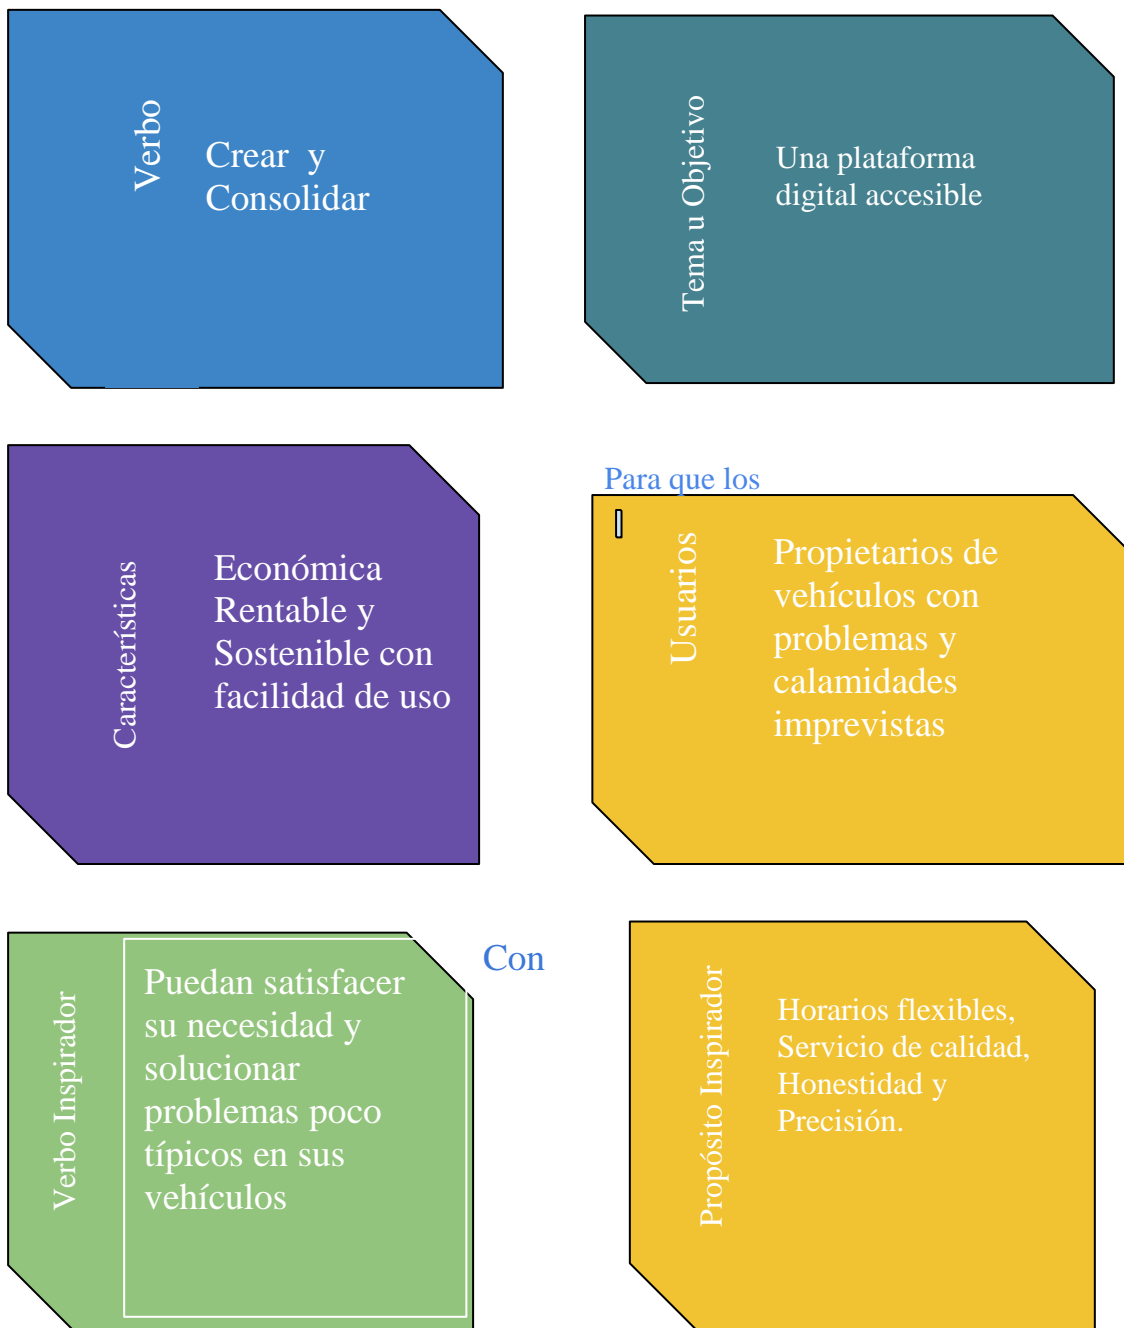 Verbo
Crear y
Consolidar
Tema u Objetivo
Una plataforma
digital accesible
Características
Económica
Rentable y
Sostenible con
facilidad de uso
Para que los
Usuarios
Propietarios de
vehículos con
problemas y
calamidades
imprevistas
Verbo Inspirador
Puedan satisfacer
su necesidad y
solucionar
problemas poco
típicos en sus
vehículos
Con
Propósito Inspirador
Horarios flexibles,
Servicio de calidad,
Honestidad y
Precisión.